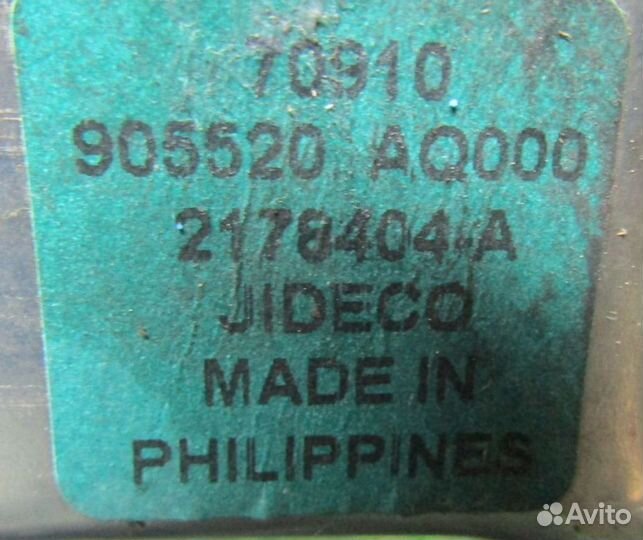 70910
905520 AQ000
2178404-A
JIDECO
MADE IN
PHILIPPINES
Avito